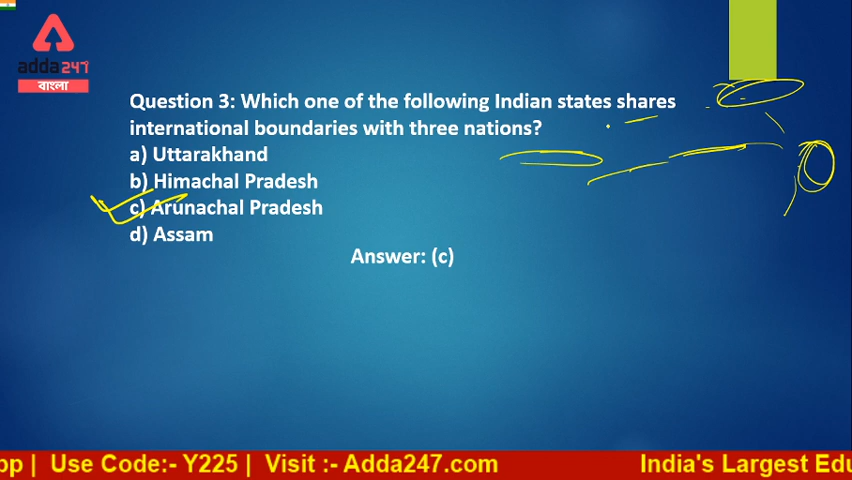 adda247
বাংলা
Question 3: Which one of the following Indian states shares
international boundaries with three nations?
a) Uttarakhand
b) Himachal Pradesh
c) Arunachal Pradesh
d) Assam
Answer: (c)
pp | Use Code:- Y225 | Visit :- Adda247.com India's Largest Edu